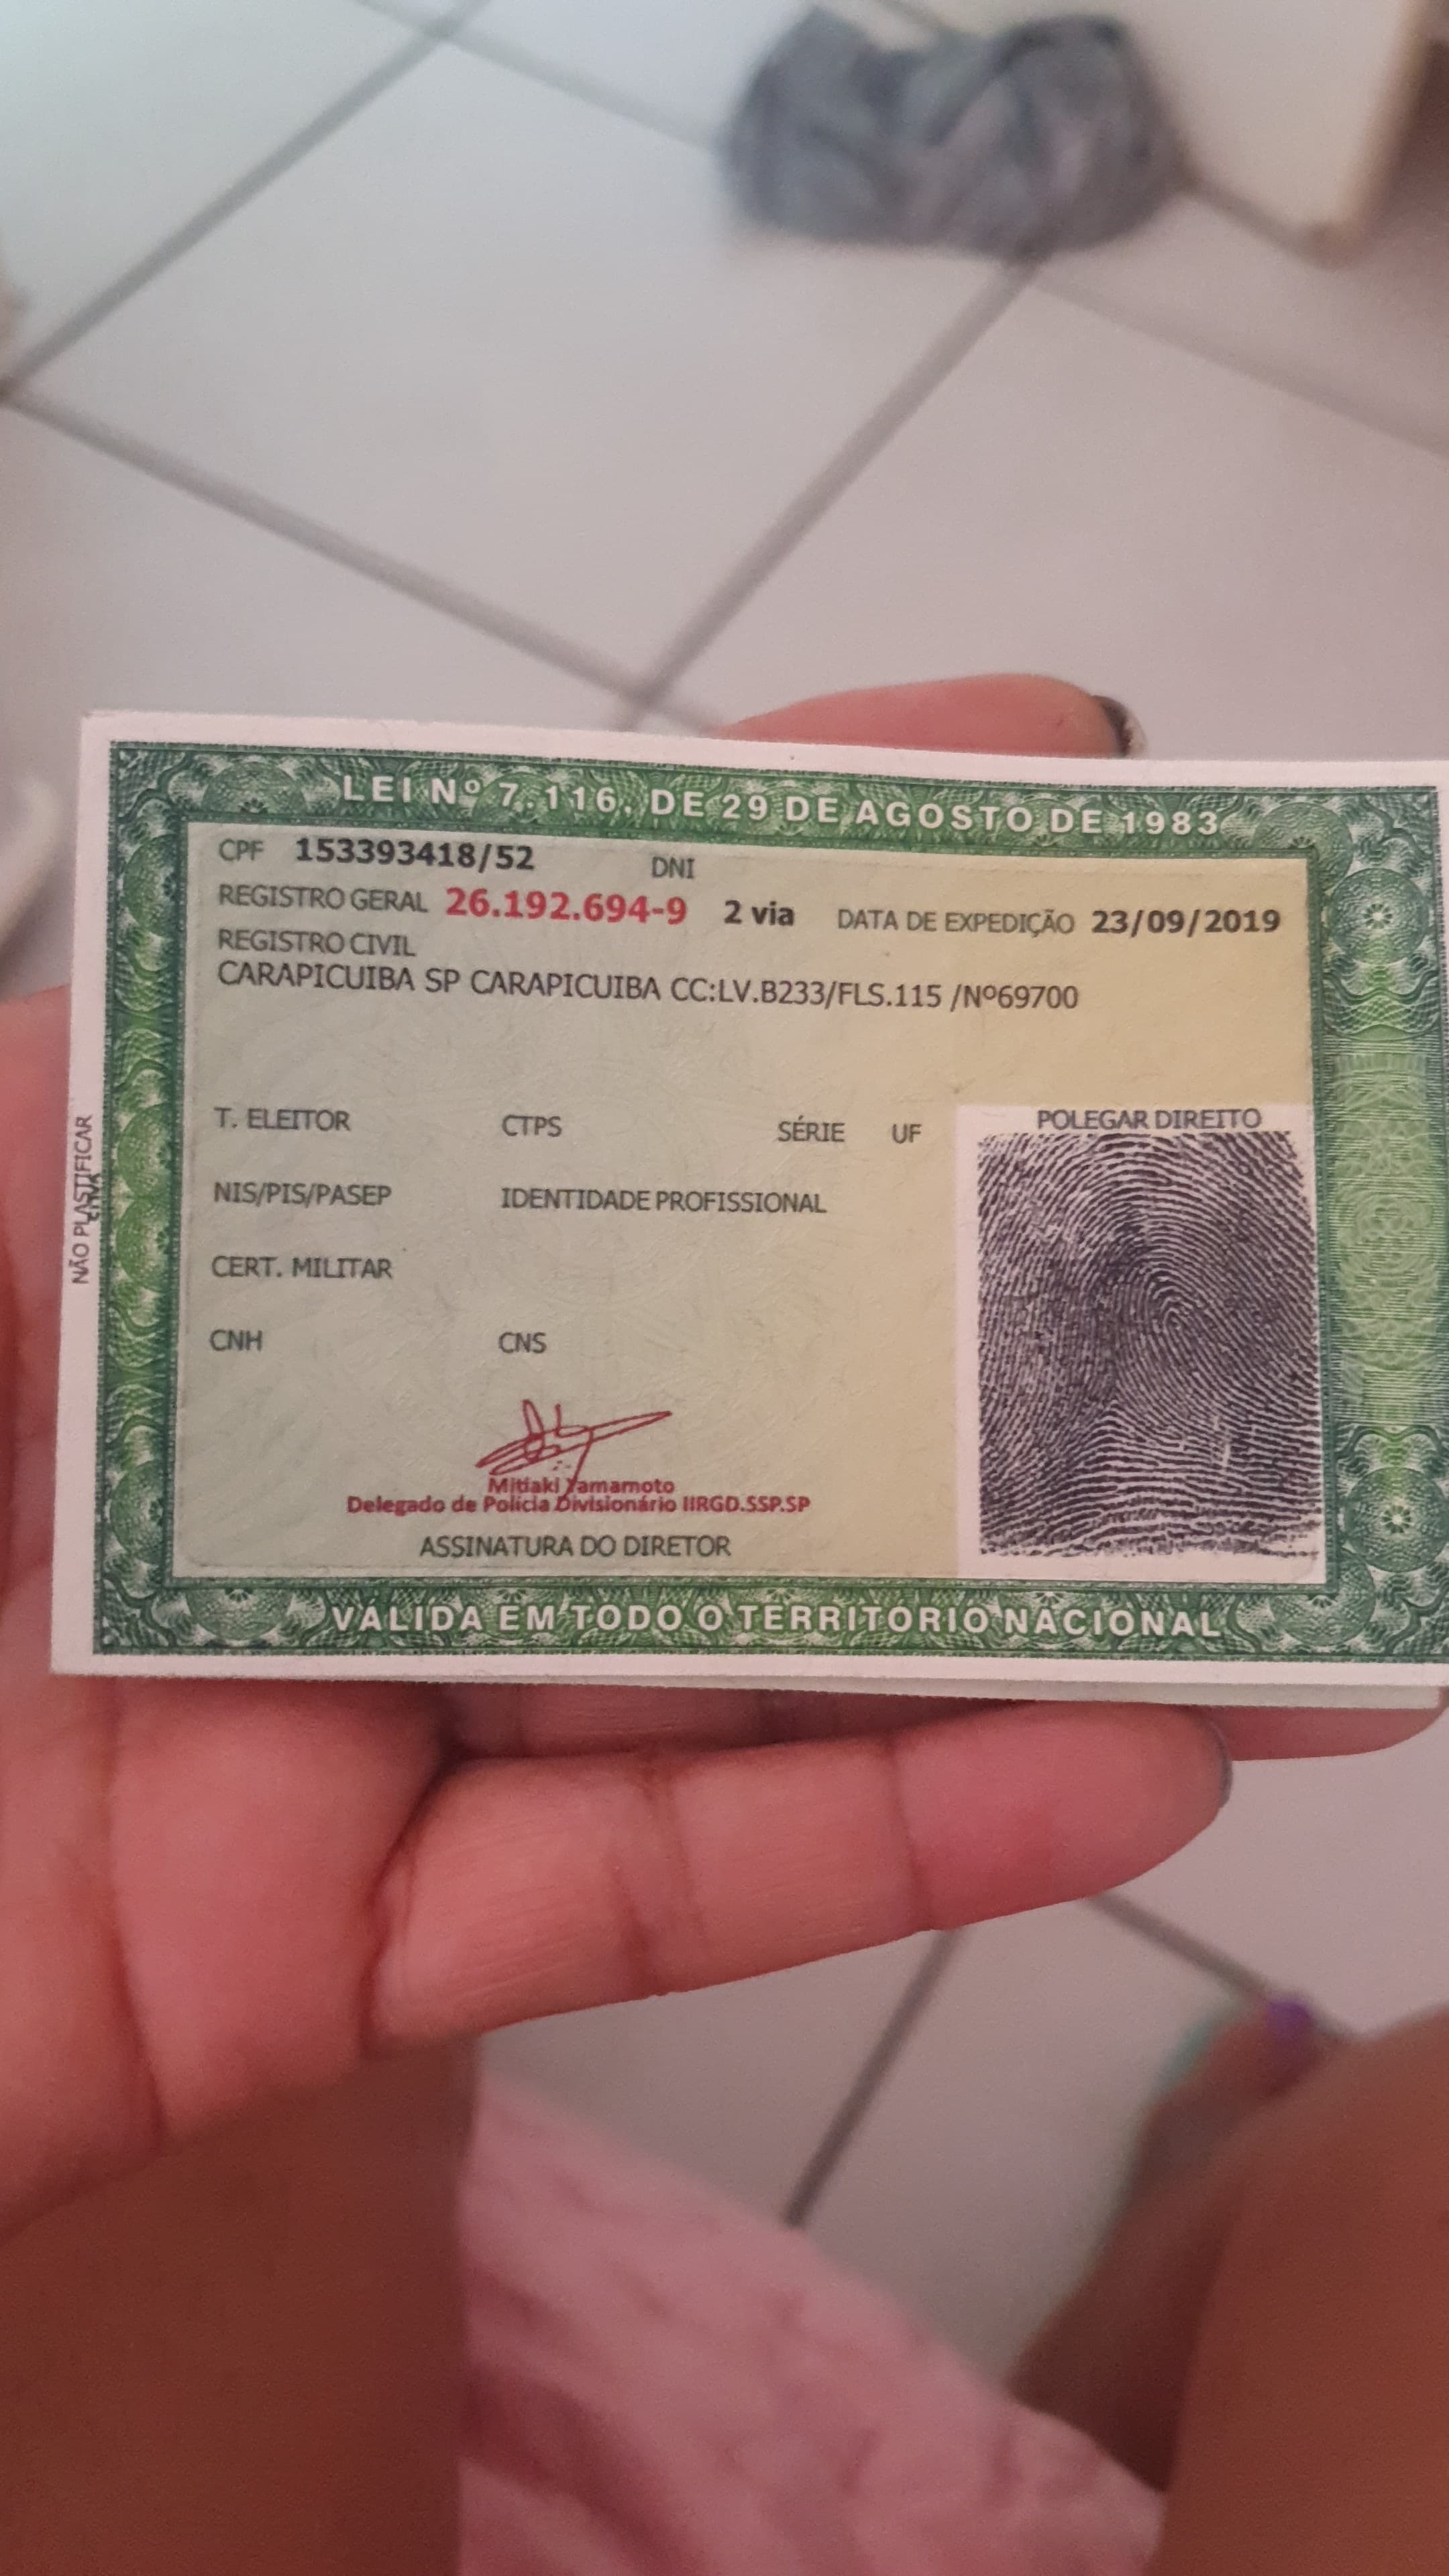 LEI Nº 7.116, DE 29 DE AGOSTO DE 1983
CPF 153393418/52 DNI
REGISTRO GERAL 26.192.694-9 2 via DATA DE EXPEDIÇÃO 23/09/2019
REGISTRO CIVIL
CARAPICUIBA SP CARAPICUIBA CC:LV.B233/FLS.115 /Nº69700
T. ELEITOR CTPS SÉRIE UF POLEGAR DIREITO
NIS/PIS/PASEP IDENTIDADE PROFISSIONAL
CERT. MILITAR
CNH CNS
Mitiaki Yamamoto
Delegado de Polícia Divisionário IIRGD.SSP.SP
ASSINATURA DO DIRETOR
VÁLIDA EM TODO O TERRITÓRIO NACIONAL
NÃO PLASTIFICAR